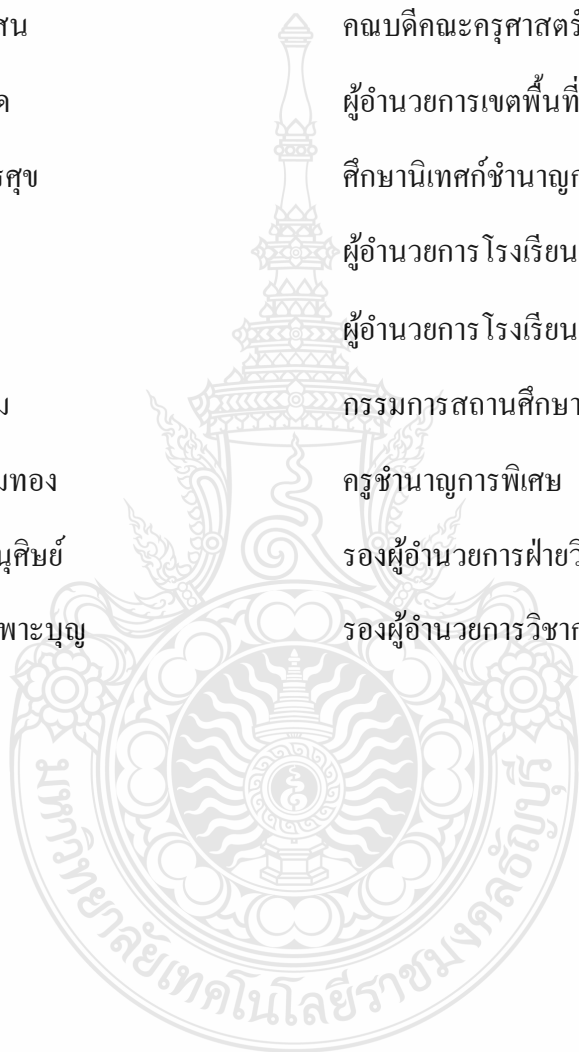 สน คณบดีคณะครุศาสตร์
ด ผู้อำนวยการเขตพื้นที่
รศุข ศึกษานิเทศก์ชำนาญก
ผู้อำนวยการโรงเรียน
ผู้อำนวยการโรงเรียน
ม กรรมการสถานศึกษา
มทอง ครูชำนาญการพิเศษ
นุศิษย์ รองผู้อำนวยการฝ่ายวิ
พาะบุญ รองผู้อำนวยการวิชาก
มหาวิทยาลัยเทคโนโลยีราชมงคลธัญบุรี